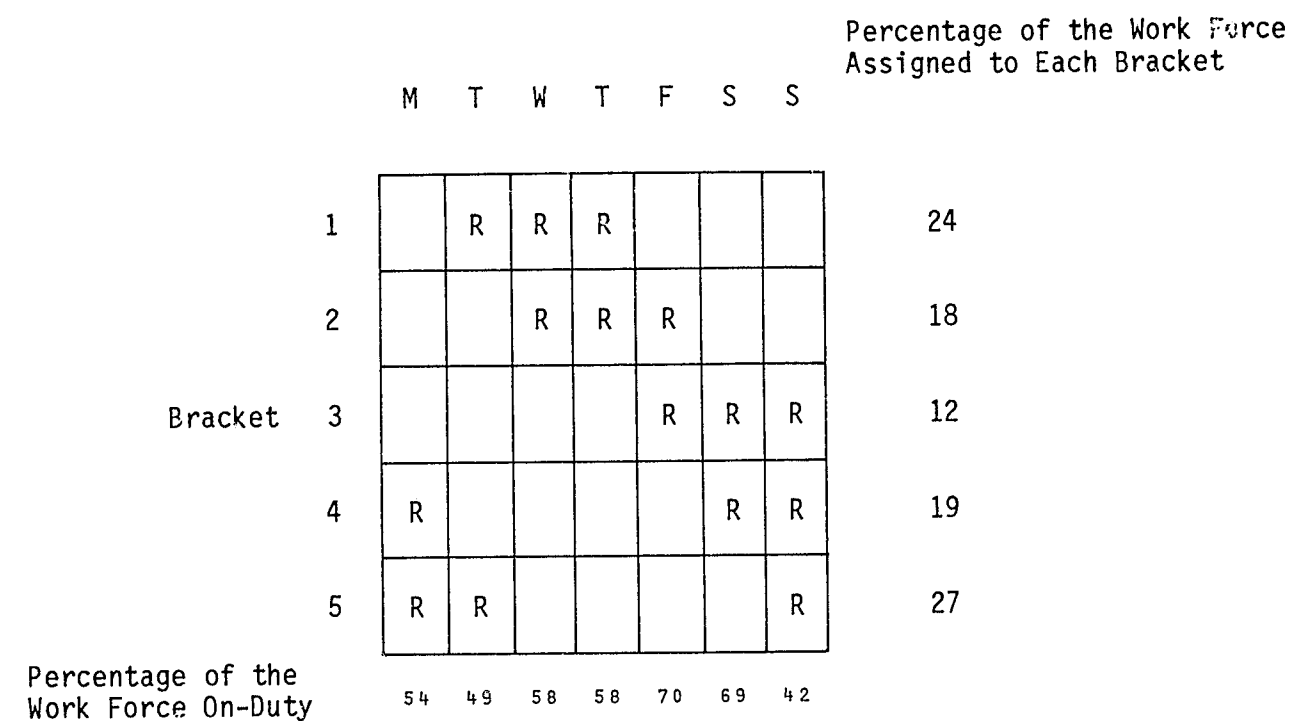 Percentage of the Work Force
Assigned to Each Bracket
M T W T F S S
1 R R R 24
2 R R R 18
Bracket 3 R R R 12
4 R R R 19
5 R R R 27
Percentage of the
Work Force On-Duty 54 49 58 58 70 69 42